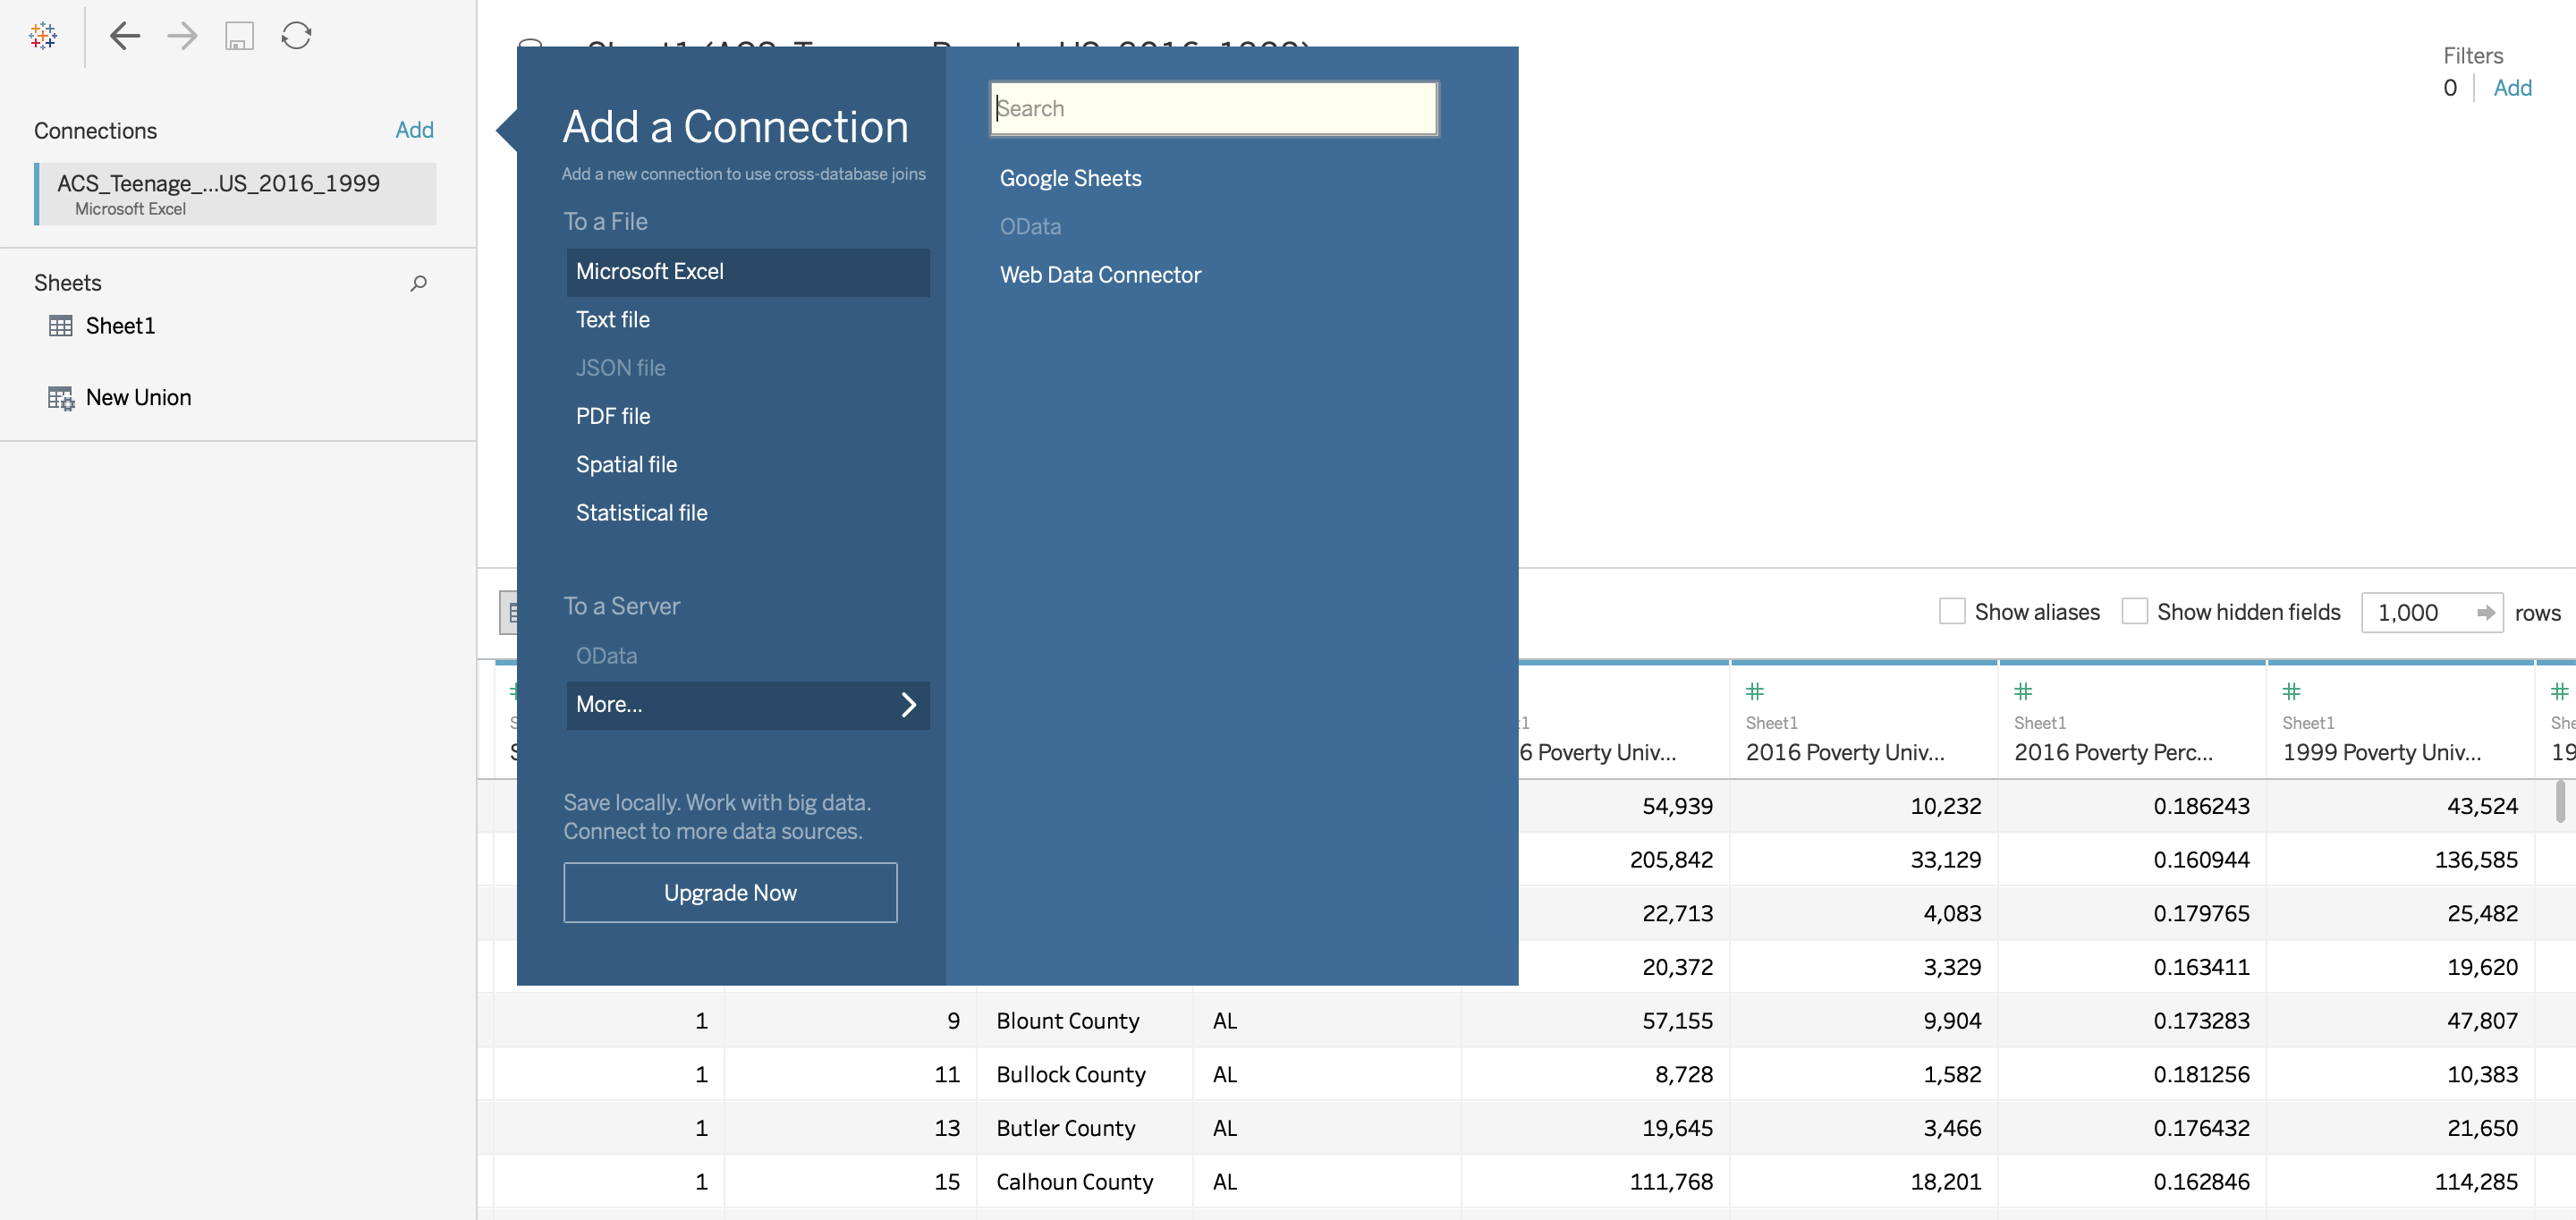 Connections Add
ACS_Teenage_...US_2016_1999
Microsoft Excel
Sheets
Sheet1
New Union
Filters
0 Add
Add a Connection
Add a new connection to use cross-database joins
To a File
Microsoft Excel
Text file
JSON file
PDF file
Spatial file
Statistical file
To a Server
OData
More...
Save locally. Work with big data.
Connect to more data sources.
Upgrade Now
Search
Google Sheets
OData
Web Data Connector
Show aliases Show hidden fields 1,000 rows
Sheet1 Sheet1 Sheet1
6 Poverty Univ... 2016 Poverty Univ... 2016 Poverty Perc... 1999 Poverty Univ... 19
54,939 10,232 0.186243 43,524
205,842 33,129 0.160944 136,585
22,713 4,083 0.179765 25,482
20,372 3,329 0.163411 19,620
1 9 Blount County AL 57,155 9,904 0.173283 47,807
1 11 Bullock County AL 8,728 1,582 0.181256 10,383
1 13 Butler County AL 19,645 3,466 0.176432 21,650
1 15 Calhoun County AL 111,768 18,201 0.162846 114,285